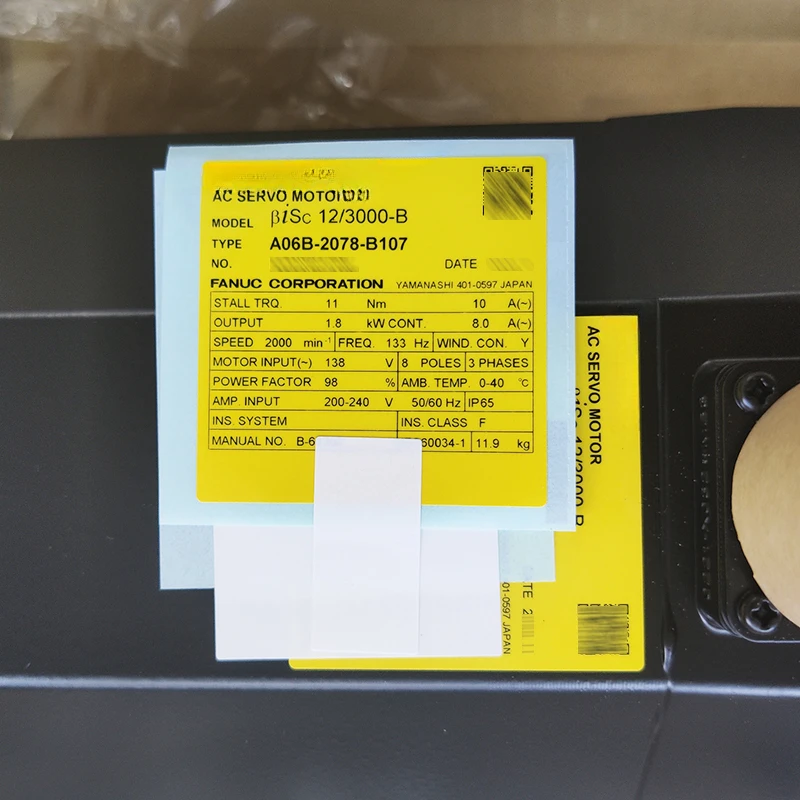 AC SERVO MOTOR
MODEL βiSc 12/3000-B
TYPE A06B-2078-B107
NO. DATE
FANUC CORPORATION YAMANASHI 401-0597 JAPAN
STALL TRQ. 11 Nm 10 A(~)
OUTPUT 1.8 kW CONT. 8.0 A(~)
SPEED 2000 min⁻¹ FREQ. 133 Hz WIND. CON. Y
MOTOR INPUT(~) 138 V 8 POLES 3 PHASES
POWER FACTOR 98 % AMB. TEMP. 0-40 °C
AMP. INPUT 200-240 V 50/60 Hz IP65
INS. SYSTEM INS. CLASS F
MANUAL NO. B-6 60034-1 11.9 kg
AC SERVO MOTOR
12/3000-B
01-0597 JAPAN